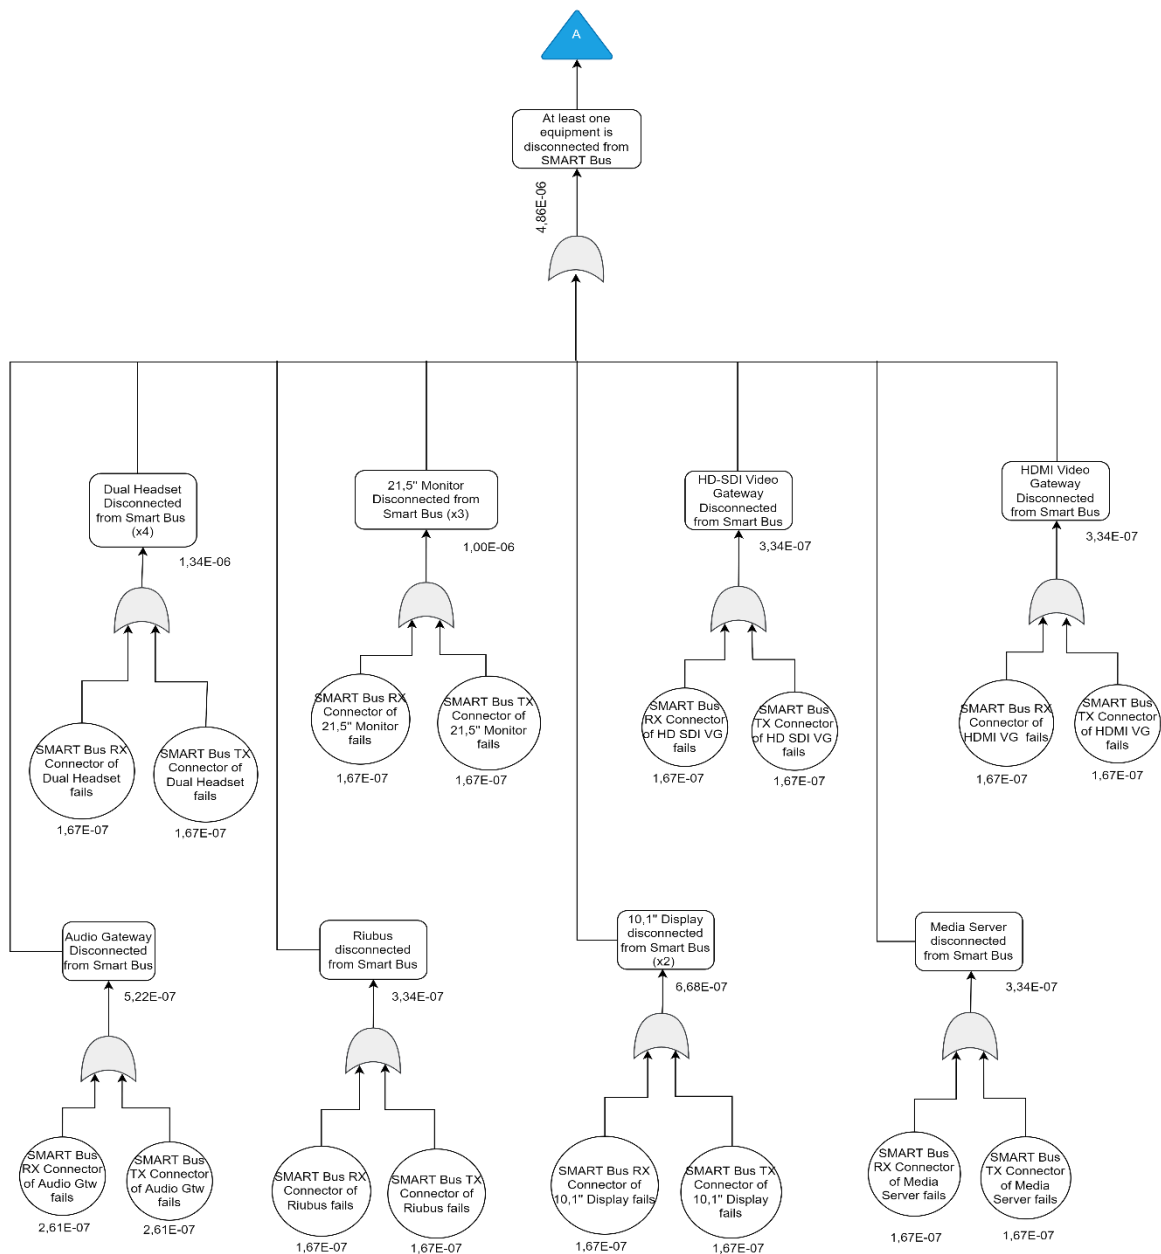 A
At least one
equipment is
disconnected from
SMART Bus
4,86E-06
Dual Headset
Disconnected
from Smart Bus
(x4)
1,34E-06
21,5" Monitor
Disconnected from
Smart Bus (x3)
1,00E-06
HD-SDI Video
Gateway
Disconnected
from Smart Bus
3,34E-07
HDMI Video
Gateway
Disconnected
from Smart Bus
3,34E-07
SMART Bus RX
Connector of
Dual Headset
fails
1,67E-07
SMART Bus TX
Connector of
Dual Headset
fails
1,67E-07
SMART Bus RX
Connector of
21,5" Monitor
fails
1,67E-07
SMART Bus TX
Connector of
21,5" Monitor
fails
1,67E-07
SMART Bus
RX Connector
of HD SDI VG
fails
1,67E-07
SMART Bus
TX Connector
of HD SDI VG
fails
1,67E-07
SMART Bus RX
Connector of
HDMI VG fails
1,67E-07
SMART Bus
TX Connector
of HDMI VG
fails
1,67E-07
Audio Gateway
Disconnected
from Smart Bus
5,22E-07
Riubus
disconnected
from Smart Bus
3,34E-07
10,1" Display
disconnected
from Smart Bus
(x2)
6,68E-07
Media Server
disconnected
from Smart Bus
3,34E-07
SMART Bus
RX Connector
of Audio Gtw
fails
2,61E-07
SMART Bus
TX Connector
of Audio Gtw
fails
2,61E-07
SMART Bus RX
Connector of
Riubus fails
1,67E-07
SMART Bus TX
Connector of
Riubus fails
1,67E-07
SMART Bus RX
Connector of
10,1" Display fails
1,67E-07
SMART Bus TX
Connector of
10,1" Display
fails
1,67E-07
SMART Bus
RX Connector
of Media
Server fails
1,67E-07
SMART Bus
TX Connector
of Media
Server fails
1,67E-07